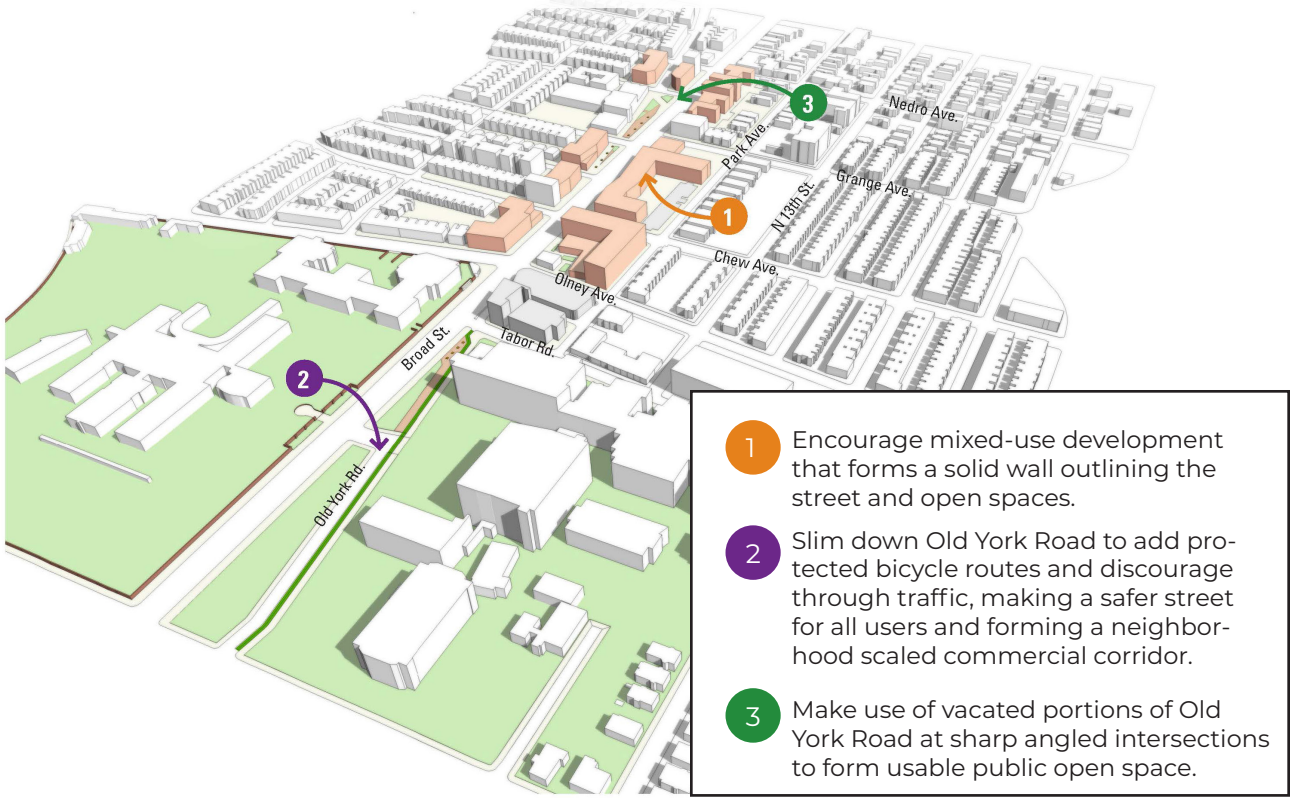 3
Nedro Ave.
Park Ave.
Grange Ave.
N 13th St.
1
Chew Ave.
Olney Ave.
Tabor Rd.
Broad St.
2
Old York Rd.
1
Encourage mixed-use development
that forms a solid wall outlining the
street and open spaces.
2
Slim down Old York Road to add pro-
tected bicycle routes and discourage
through traffic, making a safer street
for all users and forming a neighbor-
hood scaled commercial corridor.
3
Make use of vacated portions of Old
York Road at sharp angled intersections
to form usable public open space.